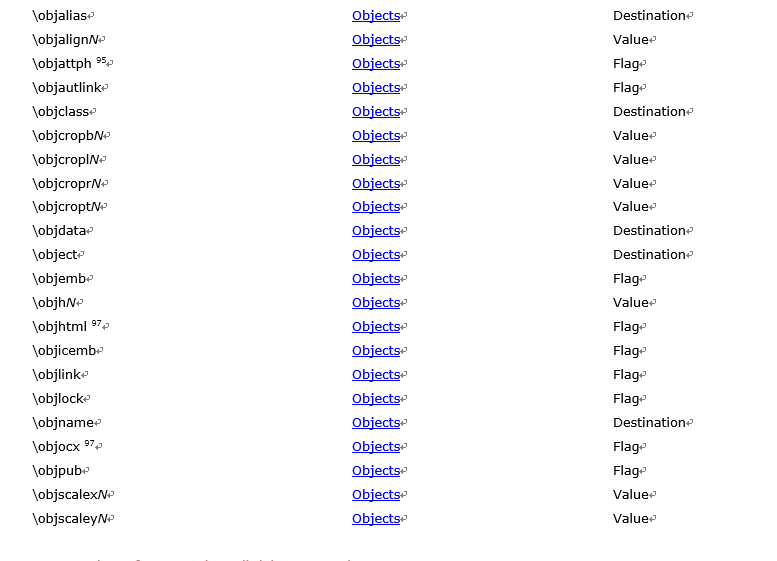 \objalias Objects Destination
\objalignN Objects Value
\objattph 95 Objects Flag
\objautlink Objects Flag
\objclass Objects Destination
\objcropbN Objects Value
\objcroplN Objects Value
\objcroprN Objects Value
\objcroptN Objects Value
\objdata Objects Destination
\object Objects Destination
\objemb Objects Flag
\objhN Objects Value
\objhtml 97 Objects Flag
\objicemb Objects Flag
\objlink Objects Flag
\objlock Objects Flag
\objname Objects Destination
\objocx 97 Objects Flag
\objpub Objects Flag
\objscalexN Objects Value
\objscaleyN Objects Value